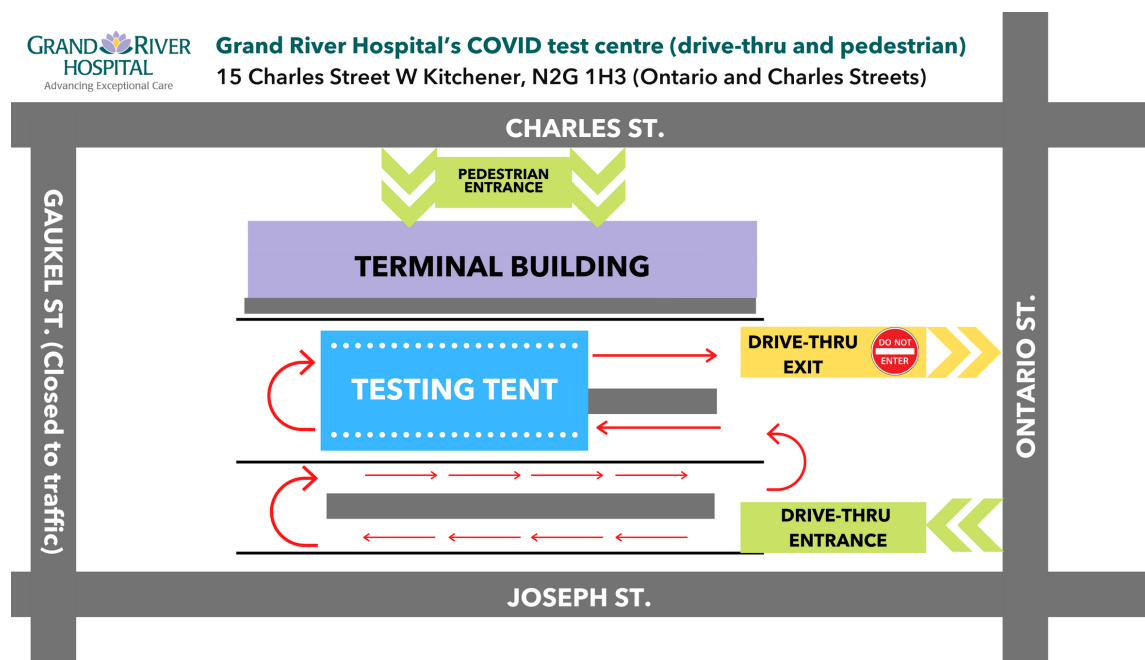 GRAND RIVER
HOSPITAL
Advancing Exceptional Care
Grand River Hospital's COVID test centre (drive-thru and pedestrian)
15 Charles Street W Kitchener, N2G 1H3 (Ontario and Charles Streets)
CHARLES ST.
PEDESTRIAN
ENTRANCE
TERMINAL BUILDING
GAUKEL ST. (Closed to traffic)
DRIVE-THRU
EXIT
DO NOT
ENTER
TESTING TENT
ONTARIO ST.
DRIVE-THRU
ENTRANCE
JOSEPH ST.